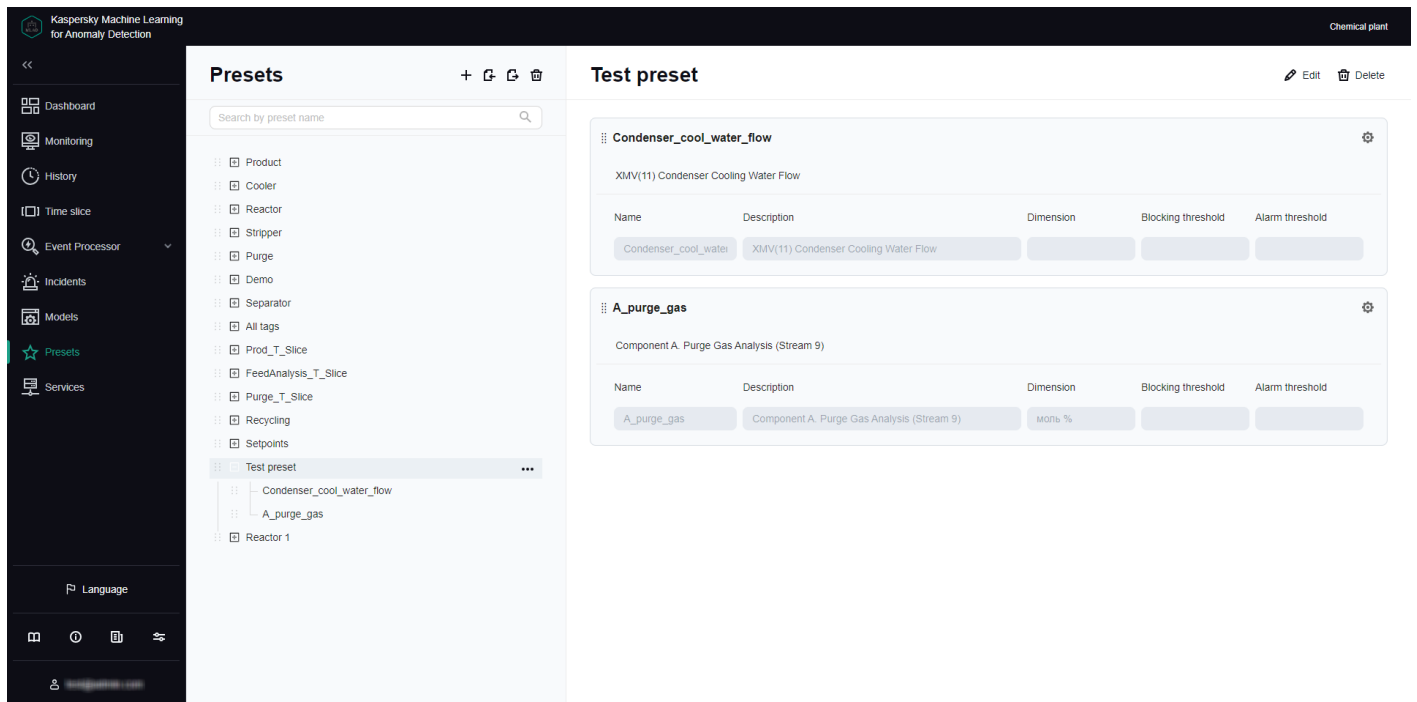 Kaspersky Machine Learning
for Anomaly Detection
Chemical plant
Dashboard
Monitoring
History
Time slice
Event Processor
Incidents
Models
Presets
Services
Language
Presets
Search by preset name
Product
Cooler
Reactor
Stripper
Purge
Demo
Separator
All tags
Prod_T_Slice
FeedAnalysis_T_Slice
Purge_T_Slice
Recycling
Setpoints
Test preset
Condenser_cool_water_flow
A_purge_gas
Reactor 1
Test preset
Edit Delete
Condenser_cool_water_flow
XMV(11) Condenser Cooling Water Flow
Name Description Dimension Blocking threshold Alarm threshold
Condenser_cool_water XMV(11) Condenser Cooling Water Flow
A_purge_gas
Component A. Purge Gas Analysis (Stream 9)
Name Description Dimension Blocking threshold Alarm threshold
A_purge_gas Component A. Purge Gas Analysis (Stream 9) моль %